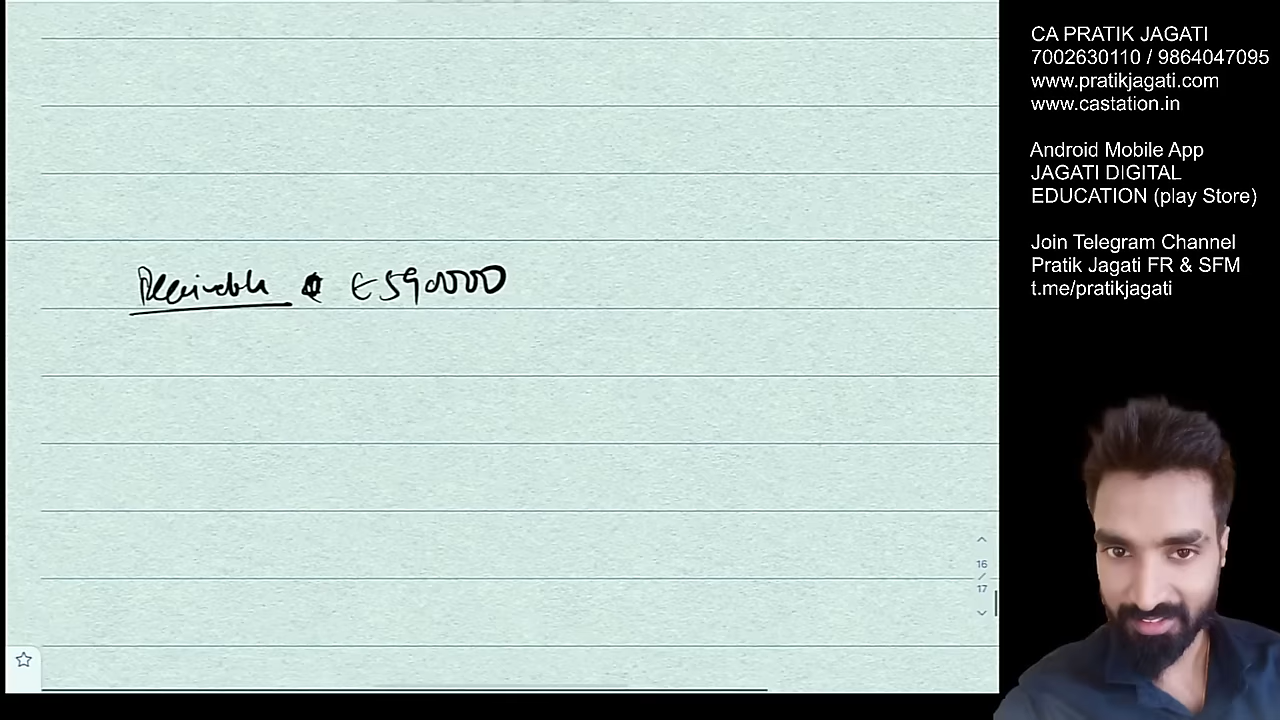 Receivable € 590000
CA PRATIK JAGATI
7002630110 / 9864047095
www.pratikjagati.com
www.castation.in
Android Mobile App
JAGATI DIGITAL
EDUCATION (play Store)
Join Telegram Channel
Pratik Jagati FR & SFM
t.me/pratikjagati
16
/
17